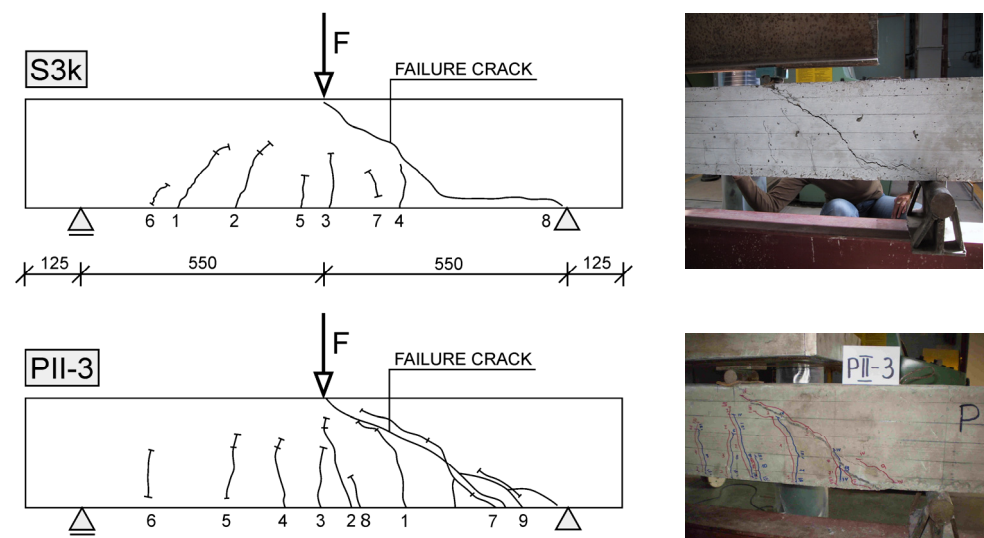 F
S3k
FAILURE CRACK
6 1 2 5 3 7 4 8
125 550 550 125
F
PII-3
FAILURE CRACK
6 5 4 3 2 8 1 7 9
PII-3
P